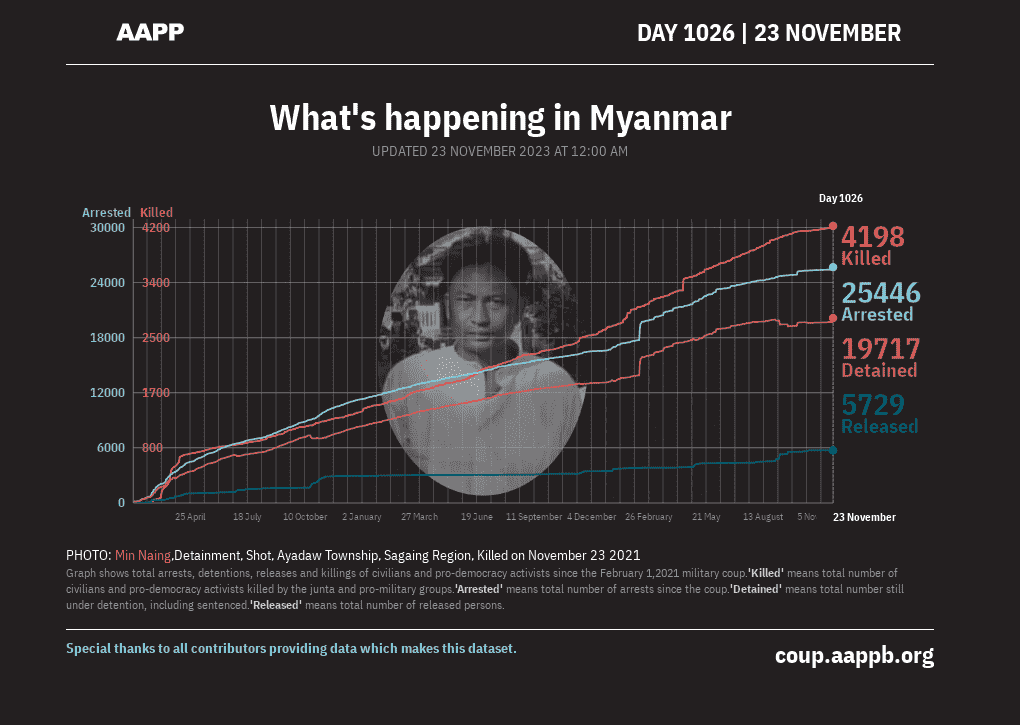 AAPP
DAY 1026 | 23 NOVEMBER
What's happening in Myanmar
UPDATED 23 NOVEMBER 2023 AT 12:00 AM
Day 1026
Arrested Killed
30000 4200
24000 3400
18000 2500
12000 1700
6000 800
0
4198
Killed
25446
Arrested
19717
Detained
5729
Released
25 April 18 July 10 October 2 January 27 March 19 June 11 September 4 December 26 February 21 May 13 August 5 No 23 November
PHOTO: Min Naing,Detainment, Shot, Ayadaw Township, Sagaing Region, Killed on November 23 2021
Graph shows total arrests, detentions, releases and killings of civilians and pro-democracy activists since the February 1,2021 military coup.'Killed' means total number of
civilians and pro-democracy activists killed by the junta and pro-military groups.'Arrested' means total number of arrests since the coup.'Detained' means total number still
under detention, including sentenced.'Released' means total number of released persons.
Special thanks to all contributors providing data which makes this dataset.
coup.aappb.org